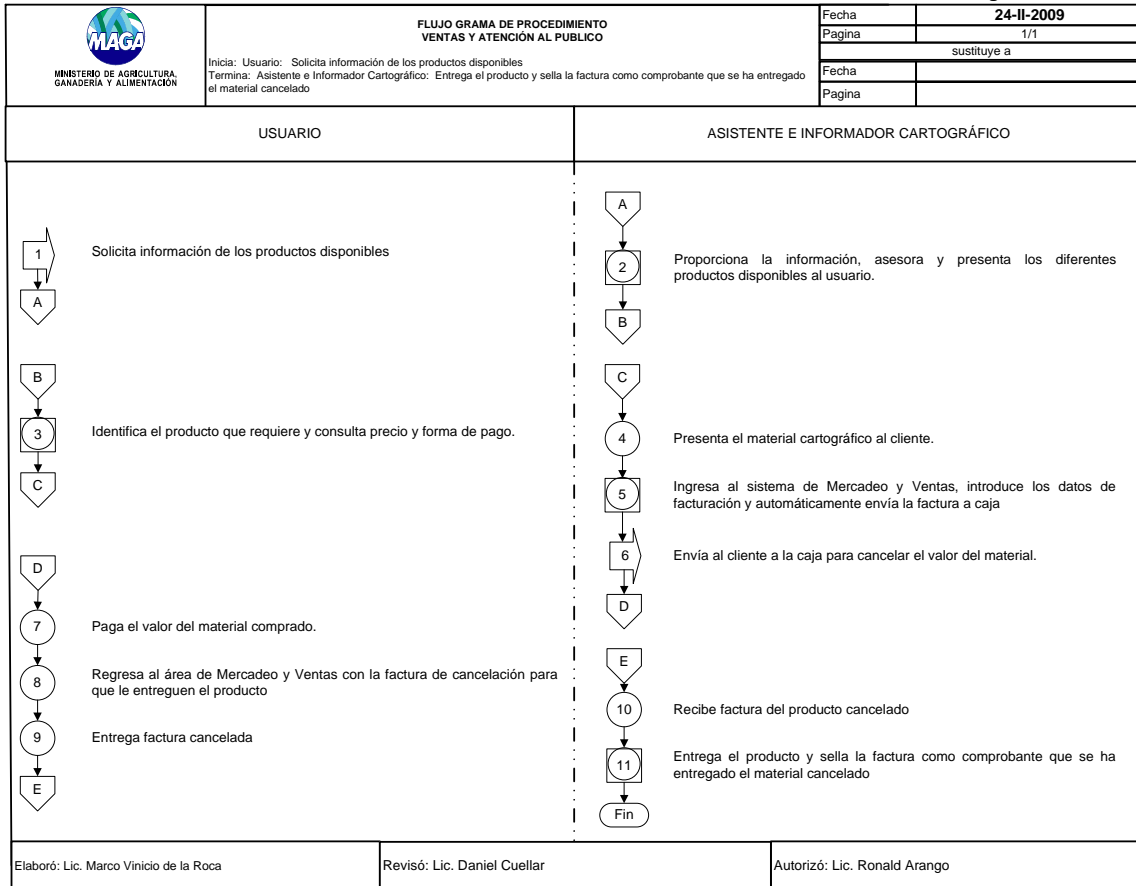 MAGA
MINISTERIO DE AGRICULTURA,
GANADERÍA Y ALIMENTACIÓN
FLUJO GRAMA DE PROCEDIMIENTO
VENTAS Y ATENCIÓN AL PUBLICO
Inicia: Usuario: Solicita información de los productos disponibles
Termina: Asistente e Informador Cartográfico: Entrega el producto y sella la factura como comprobante que se ha entregado
el material cancelado
Fecha 24-II-2009
Pagina 1/1
sustituye a
Fecha
Pagina
USUARIO
1 Solicita información de los productos disponibles
A
B
3 Identifica el producto que requiere y consulta precio y forma de pago.
C
D
7 Paga el valor del material comprado.
8 Regresa al área de Mercadeo y Ventas con la factura de cancelación para
que le entreguen el producto
9 Entrega factura cancelada
E
ASISTENTE E INFORMADOR CARTOGRÁFICO
A
2 Proporciona la información, asesora y presenta los diferentes
productos disponibles al usuario.
B
C
4 Presenta el material cartográfico al cliente.
5 Ingresa al sistema de Mercadeo y Ventas, introduce los datos de
facturación y automáticamente envía la factura a caja
6 Envía al cliente a la caja para cancelar el valor del material.
D
E
10 Recibe factura del producto cancelado
11 Entrega el producto y sella la factura como comprobante que se ha
entregado el material cancelado
Fin
Elaboró: Lic. Marco Vinicio de la Roca
Revisó: Lic. Daniel Cuellar
Autorizó: Lic. Ronald Arango